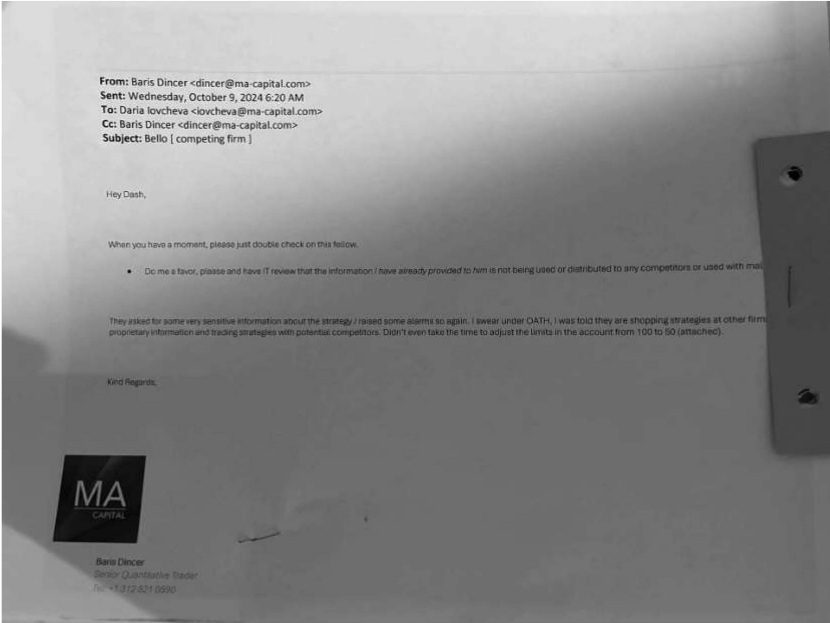 From: Baris Dincer <dincer@ma-capital.com>
Sent: Wednesday, October 9, 2024 6:20 AM
To: Daria Iovcheva <iovcheva@ma-capital.com>
Cc: Baris Dincer <dincer@ma-capital.com>
Subject: Bello [ competing firm ]
Hey Dash,
When you have a moment, please just double check on this fellow.
• Do me a favor, please and have IT review that the information I have already provided to him is not being used or distributed to any competitors or used with
They asked for some very sensitive information about the strategy / raised some alarms so again. I swear under OATH, I was told they are shopping strategies at other firm
proprietary information and trading strategies with potential competitors. Didn't even take the time to adjust the limits in the account from 100 to 50 (attached).
Kind Regards,
MA
CAPITAL
Baris Dincer
Senior Quantitative Trader